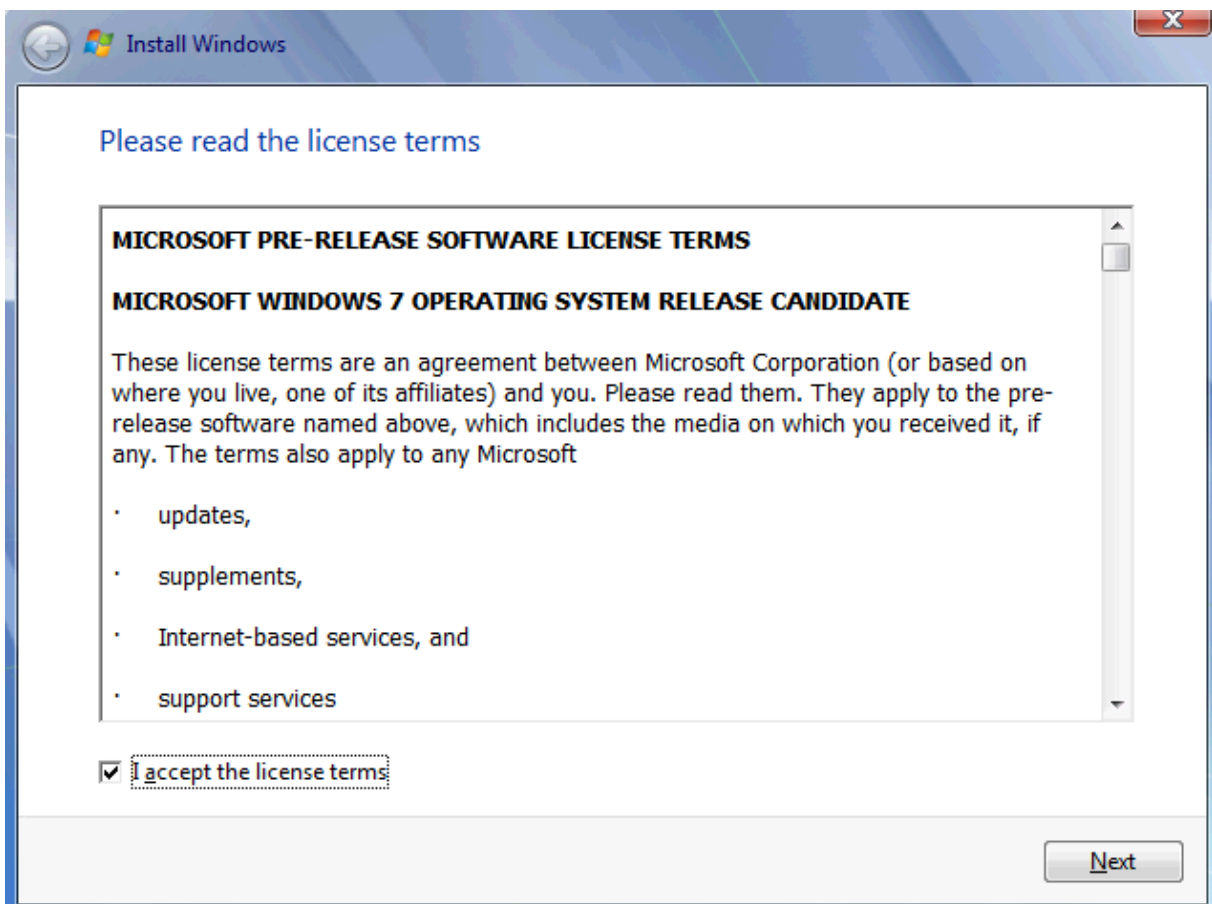 Install Windows
Please read the license terms
MICROSOFT PRE-RELEASE SOFTWARE LICENSE TERMS
MICROSOFT WINDOWS 7 OPERATING SYSTEM RELEASE CANDIDATE
These license terms are an agreement between Microsoft Corporation (or based on
where you live, one of its affiliates) and you. Please read them. They apply to the pre-
release software named above, which includes the media on which you received it, if
any. The terms also apply to any Microsoft
· updates,
· supplements,
· Internet-based services, and
· support services
I accept the license terms
Next